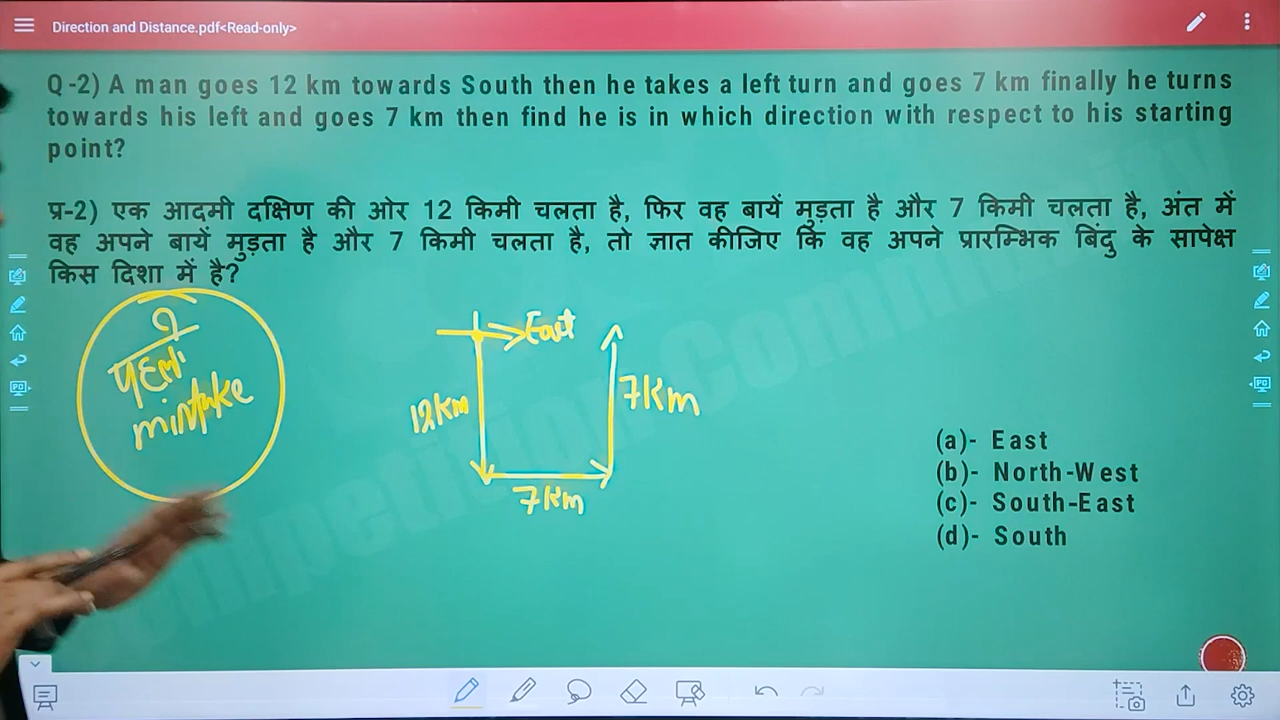 Direction and Distance.pdf<Read-only>
Q-2) A man goes 12 km towards South then he takes a left turn and goes 7 km finally he turns
towards his left and goes 7 km then find he is in which direction with respect to his starting
point?
प्र-2) एक आदमी दक्षिण की ओर 12 किमी चलता है, फिर वह बायें मुड़ता है और 7 किमी चलता है, अंत में
वह अपने बायें मुड़ता है और 7 किमी चलता है, तो ज्ञात कीजिए कि वह अपने प्रारम्भिक बिंदु के सापेक्ष
किस दिशा में है?
mistake
East
12km
7km
7km
(a)- East
(b)- North-West
(c)- South-East
(d)- South
Competition Community